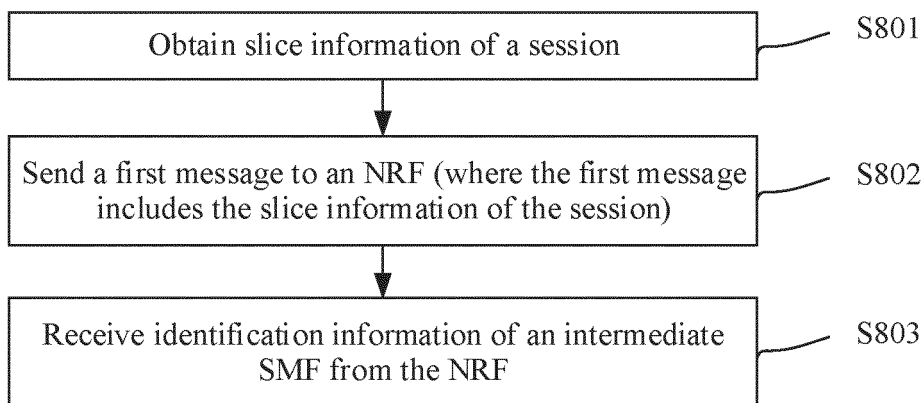 Obtain slice information of a session
S801
Send a first message to an NRF (where the first message
includes the slice information of the session)
S802
Receive identification information of an intermediate
SMF from the NRF
S803